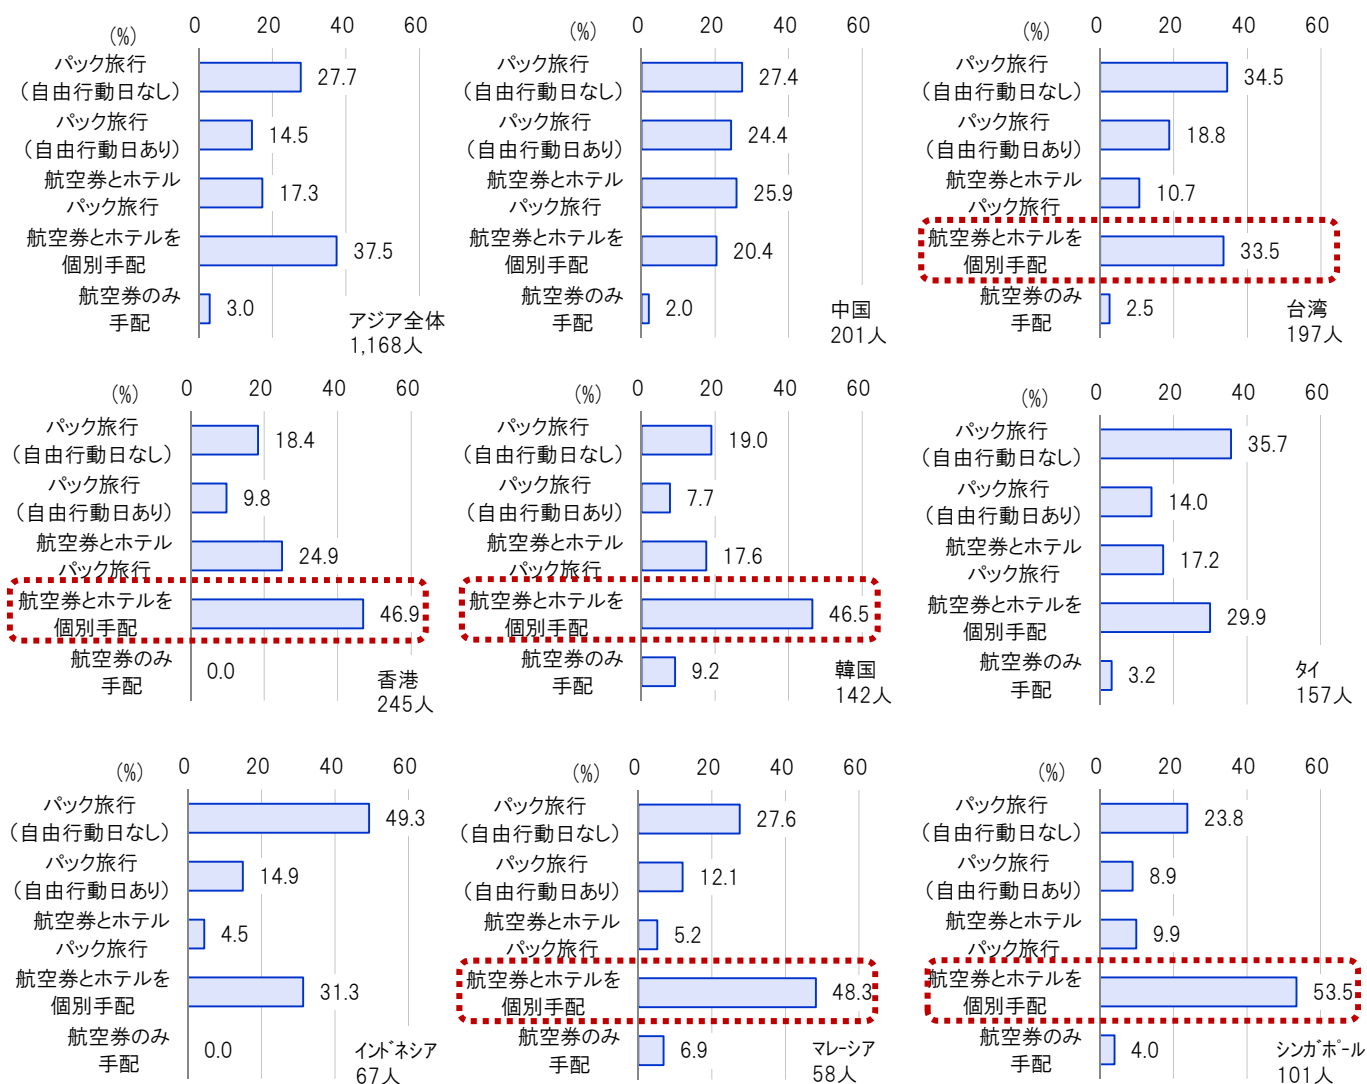 (%)
0 20 40 60
パック旅行
（自由行動日なし）
27.7
パック旅行
（自由行動日あり）
14.5
航空券とホテル
パック旅行
17.3
航空券とホテルを
個別手配
37.5
航空券のみ
手配
3.0
アジア全体
1,168人
(%)
0 20 40 60
パック旅行
（自由行動日なし）
27.4
パック旅行
（自由行動日あり）
24.4
航空券とホテル
パック旅行
25.9
航空券とホテルを
個別手配
20.4
航空券のみ
手配
2.0
中国
201人
(%)
0 20 40 60
パック旅行
（自由行動日なし）
34.5
パック旅行
（自由行動日あり）
18.8
航空券とホテル
パック旅行
10.7
航空券とホテルを
個別手配
33.5
航空券のみ
手配
2.5
台湾
197人
(%)
0 20 40 60
パック旅行
（自由行動日なし）
18.4
パック旅行
（自由行動日あり）
9.8
航空券とホテル
パック旅行
24.9
航空券とホテルを
個別手配
46.9
航空券のみ
手配
0.0
香港
245人
(%)
0 20 40 60
パック旅行
（自由行動日なし）
19.0
パック旅行
（自由行動日あり）
7.7
航空券とホテル
パック旅行
17.6
航空券とホテルを
個別手配
46.5
航空券のみ
手配
9.2
韓国
142人
(%)
0 20 40 60
パック旅行
（自由行動日なし）
35.7
パック旅行
（自由行動日あり）
14.0
航空券とホテル
パック旅行
17.2
航空券とホテルを
個別手配
29.9
航空券のみ
手配
3.2
タイ
157人
(%)
0 20 40 60
パック旅行
（自由行動日なし）
49.3
パック旅行
（自由行動日あり）
14.9
航空券とホテル
パック旅行
4.5
航空券とホテルを
個別手配
31.3
航空券のみ
手配
0.0
インドネシア
67人
(%)
0 20 40 60
パック旅行
（自由行動日なし）
27.6
パック旅行
（自由行動日あり）
12.1
航空券とホテル
パック旅行
5.2
航空券とホテルを
個別手配
48.3
航空券のみ
手配
6.9
マレーシア
58人
(%)
0 20 40 60
パック旅行
（自由行動日なし）
23.8
パック旅行
（自由行動日あり）
8.9
航空券とホテル
パック旅行
9.9
航空券とホテルを
個別手配
53.5
航空券のみ
手配
4.0
シンガポール
101人